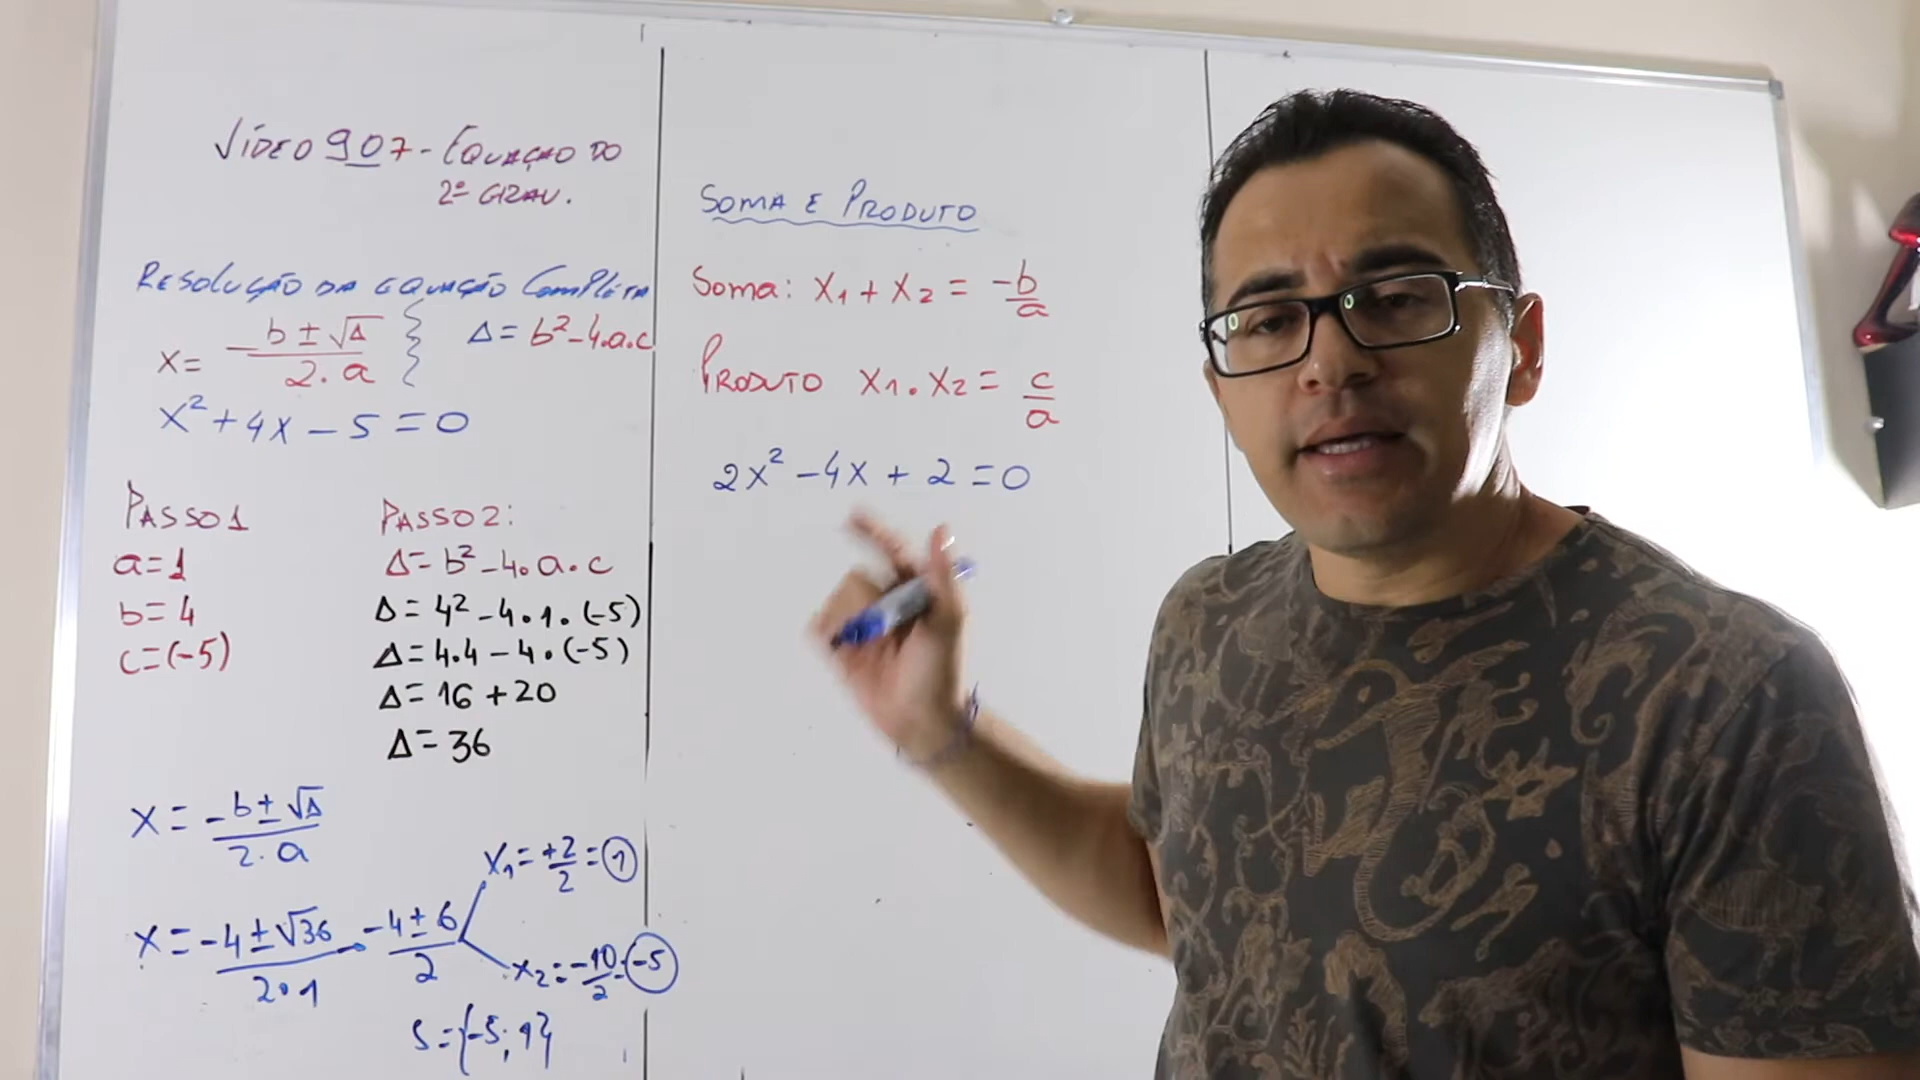 VÍDEO 907 - EQUAÇÃO DO
2º GRAU.
RESOLUÇÃO DA EQUAÇÃO COMPLETA
x = -b ± √Δ / 2.a } Δ = b² - 4.a.c
x² + 4x - 5 = 0
PASSO 1
a = 1
b = 4
c = (-5)
PASSO 2:
Δ = b² - 4.a.c
Δ = 4² - 4.1.(-5)
Δ = 4.4 - 4.(-5)
Δ = 16 + 20
Δ = 36
x = -b ± √Δ / 2.a
x = -4 ± √36 / 2.1 → -4 ± 6 / 2
x₁ = +2/2 = 1
x₂ = -10/2 = -5
S = {-5; 1}
SOMA E PRODUTO
SOMA: x₁ + x₂ = -b/a
PRODUTO x₁ . x₂ = c/a
2x² - 4x + 2 = 0